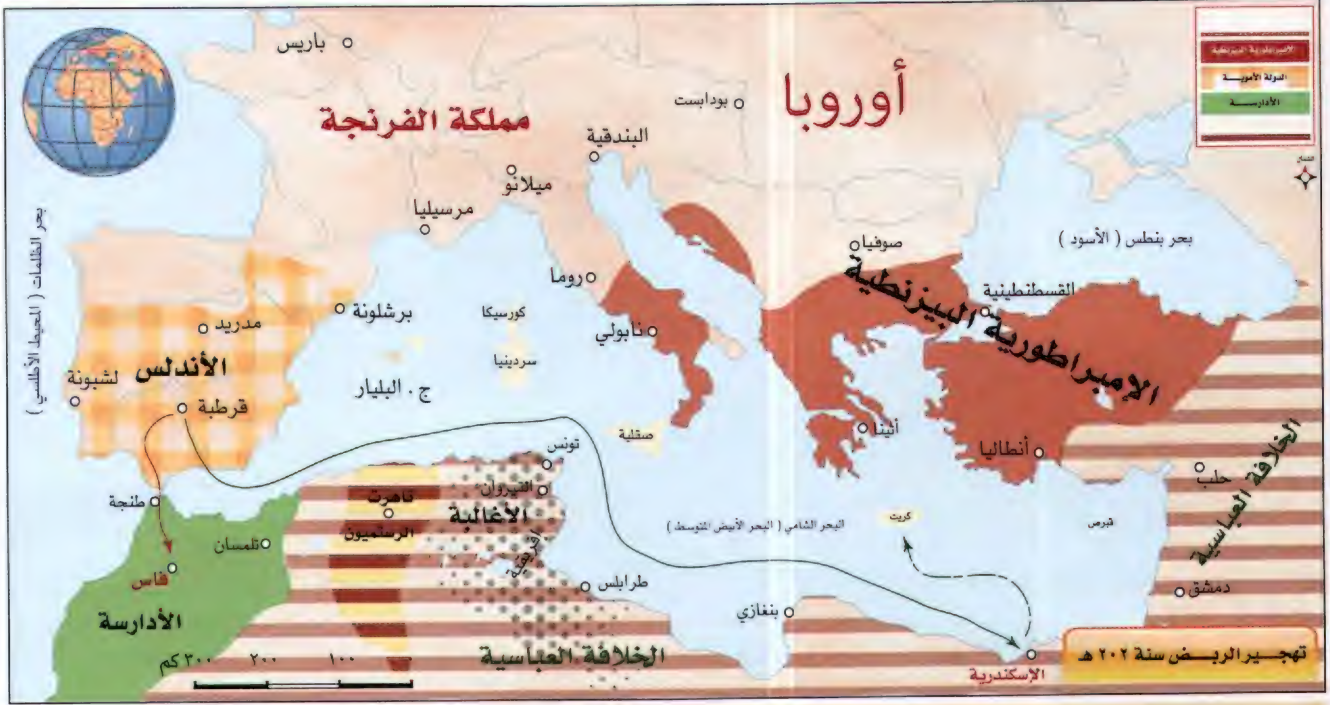 الإمبراطورية البيزنطية
الدولة الأموية
الأدارسة
الشمال
باريس
أوروبا
بودابست
مملكة الفرنجة
البندقية
ميلانو
مرسيليا
بحر الظلمات ( المحيط الأطلسي )
بحر بنطس ( الأسود )
صوفيا
روما
القسطنطينية
الإمبراطورية البيزنطية
برشلونة
كورسيكا
مدريد
نابولي
سردينيا
الأندلس
لشبونة
ج . البليار
قرطبة
صقلية
أثينا
أنطاليا
تونس
حلب
الخلافة العباسية
القيروان
تاهرت
طنجة
الأغالبة
كريت
قبرص
البحر الشامي ( البحر الأبيض المتوسط )
الرستميون
تلمسان
إفريقية
فاس
طرابلس
دمشق
بنغازي
الأدارسة
الخلافة العباسية
١٠٠ ٢٠٠ ٣٠٠ كم
تهجير الربض سنة ٢٠٢ هـ
الإسكندرية